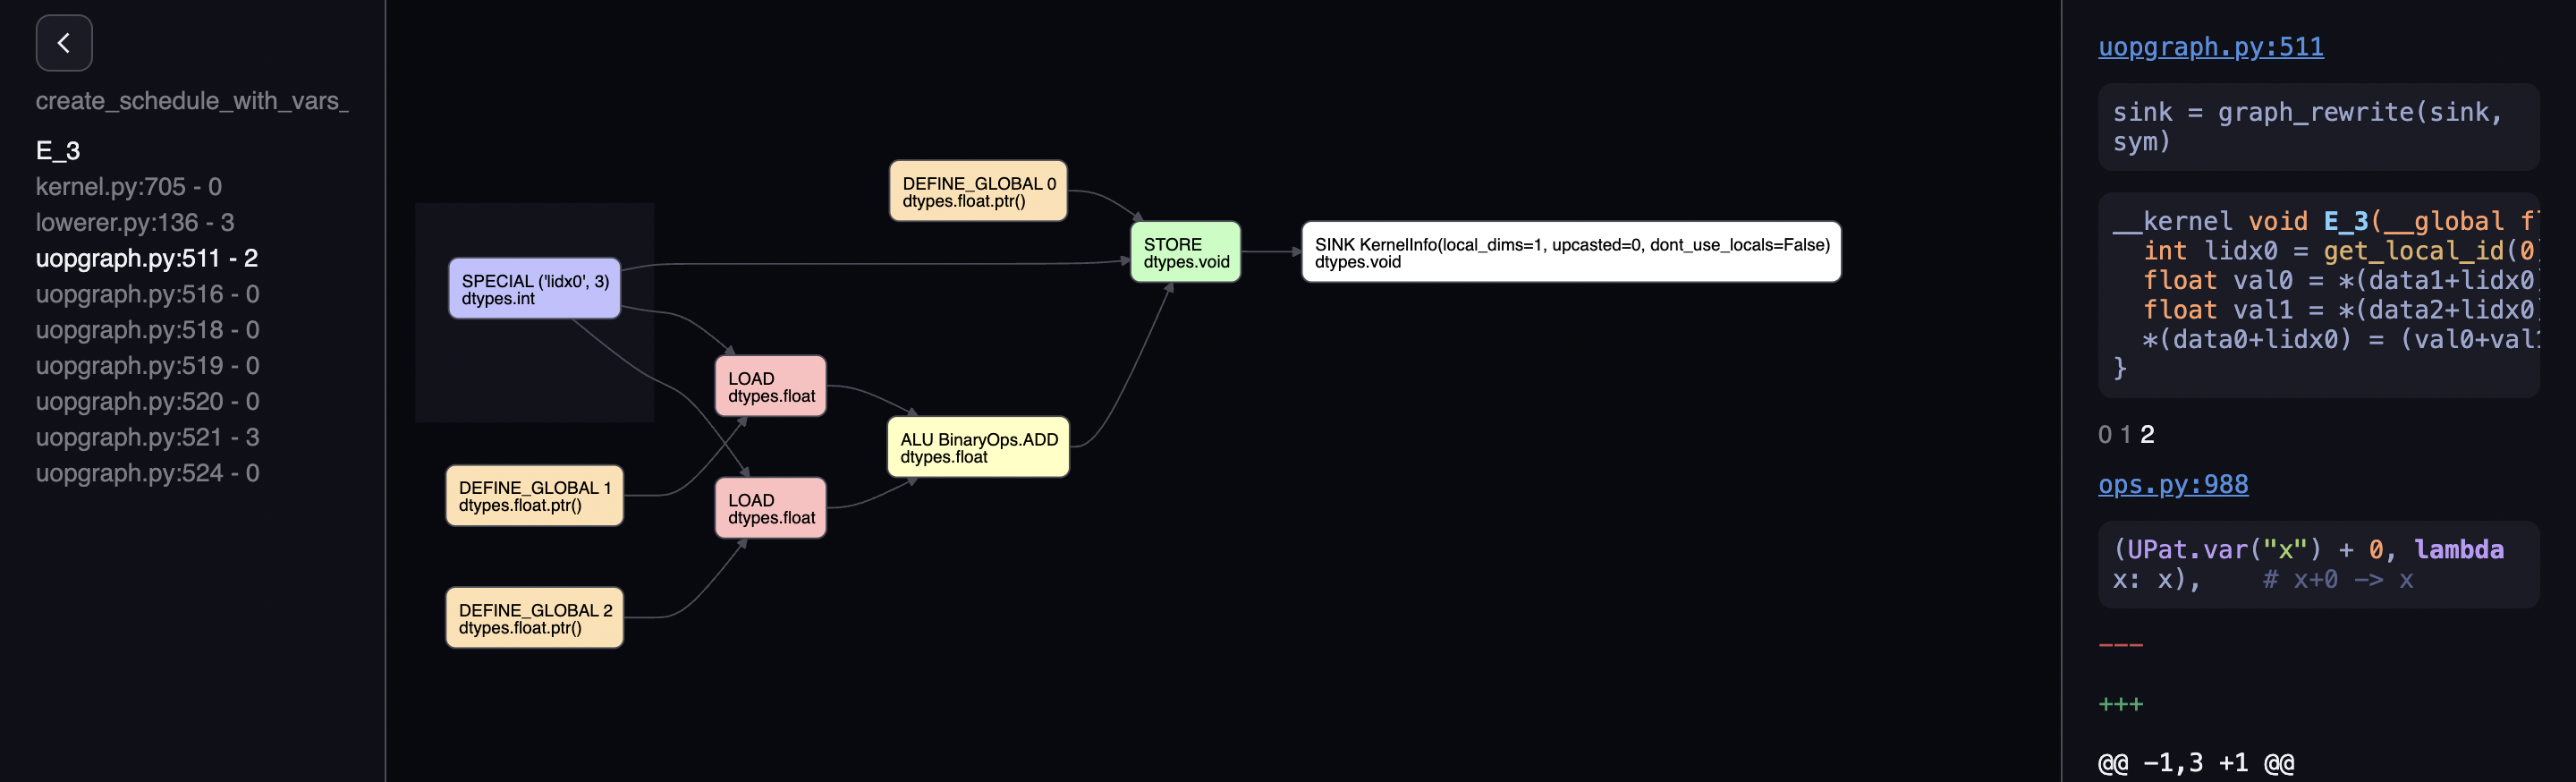 create_schedule_with_vars_
E_3
kernel.py:705 - 0
lowerer.py:136 - 3
uopgraph.py:511 - 2
uopgraph.py:516 - 0
uopgraph.py:518 - 0
uopgraph.py:519 - 0
uopgraph.py:520 - 0
uopgraph.py:521 - 3
uopgraph.py:524 - 0
DEFINE_GLOBAL 0
dtypes.float.ptr()
STORE
dtypes.void
SINK KernelInfo(local_dims=1, upcasted=0, dont_use_locals=False)
dtypes.void
SPECIAL ('lidx0', 3)
dtypes.int
LOAD
dtypes.float
ALU BinaryOps.ADD
dtypes.float
DEFINE_GLOBAL 1
dtypes.float.ptr()
LOAD
dtypes.float
DEFINE_GLOBAL 2
dtypes.float.ptr()
uopgraph.py:511
sink = graph_rewrite(sink,
sym)
__kernel void E_3(__global fl
int lidx0 = get_local_id(0)
float val0 = *(data1+lidx0)
float val1 = *(data2+lidx0)
*(data0+lidx0) = (val0+val1
}
0 1 2
ops.py:988
(UPat.var("x") + 0, lambda
x: x), # x+0 -> x
---
+++
@@ -1,3 +1 @@